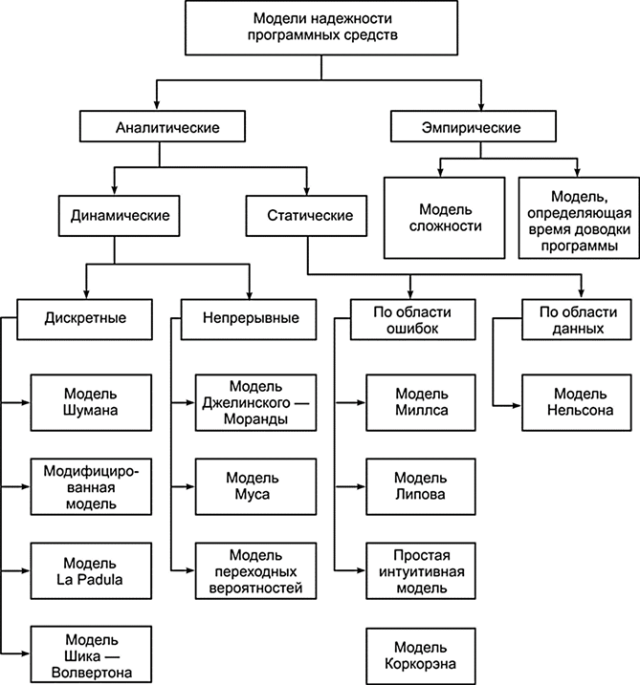 Модели надежности
программных средств
Аналитические
Эмпирические
Динамические
Статические
Модель
сложности
Модель,
определяющая
время доводки
программы
Дискретные
Непрерывные
По области
ошибок
По области
данных
Модель
Шумана
Модель
Джелинского —
Моранды
Модель
Миллса
Модель
Нельсона
Модифициро-
ванная
модель
Модель
Муса
Модель
Липова
Модель
La Padula
Модель
переходных
вероятностей
Простая
интуитивная
модель
Модель
Шика —
Волвертона
Модель
Коркорэна